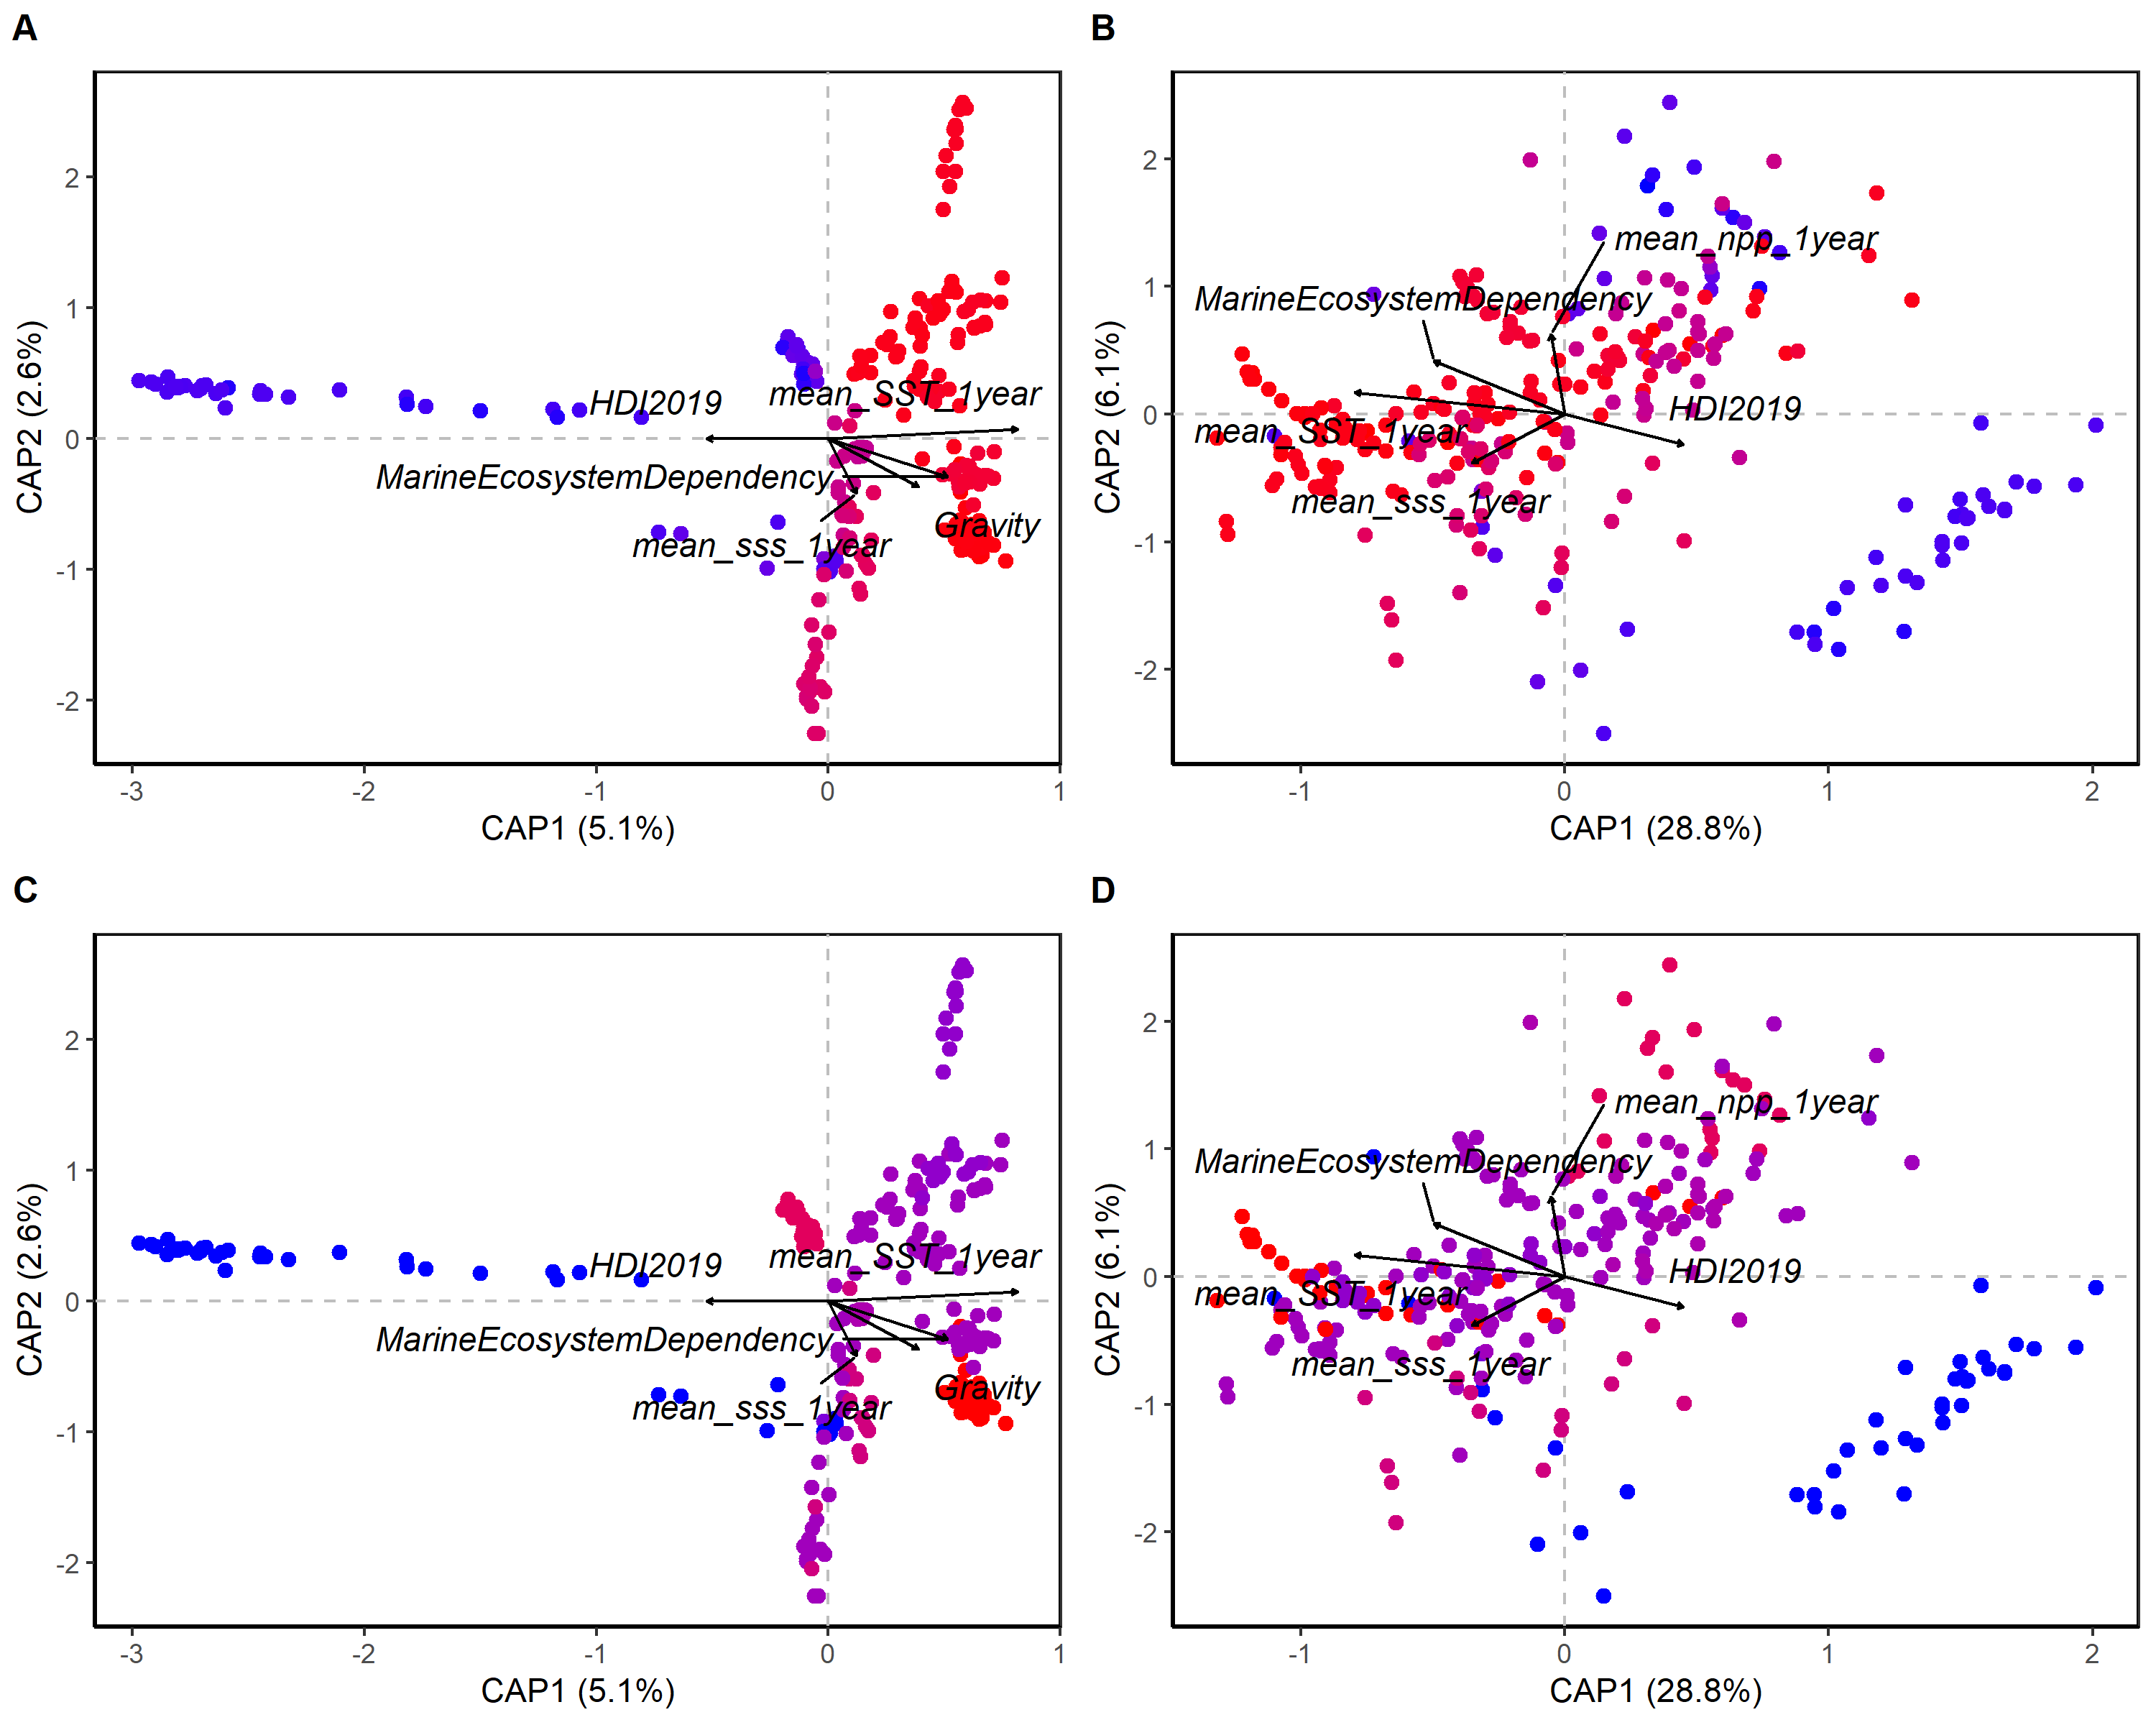 A
CAP2 (2.6%)
2
1
0
-1
-2
HDI2019
mean_SST_1year
MarineEcosystemDependency
Gravity
mean_sss_1year
-3
-2
-1
0
1
CAP1 (5.1%)
B
CAP2 (6.1%)
2
1
0
-1
-2
mean_npp_1year
MarineEcosystemDependency
HDI2019
mean_SST_1year
mean_sss_1year
-1
0
1
2
CAP1 (28.8%)
C
CAP2 (2.6%)
2
1
0
-1
-2
HDI2019
mean_SST_1year
MarineEcosystemDependency
Gravity
mean_sss_1year
-3
-2
-1
0
1
CAP1 (5.1%)
D
CAP2 (6.1%)
2
1
0
-1
-2
mean_npp_1year
MarineEcosystemDependency
HDI2019
mean_SST_1year
mean_sss_1year
-1
0
1
2
CAP1 (28.8%)